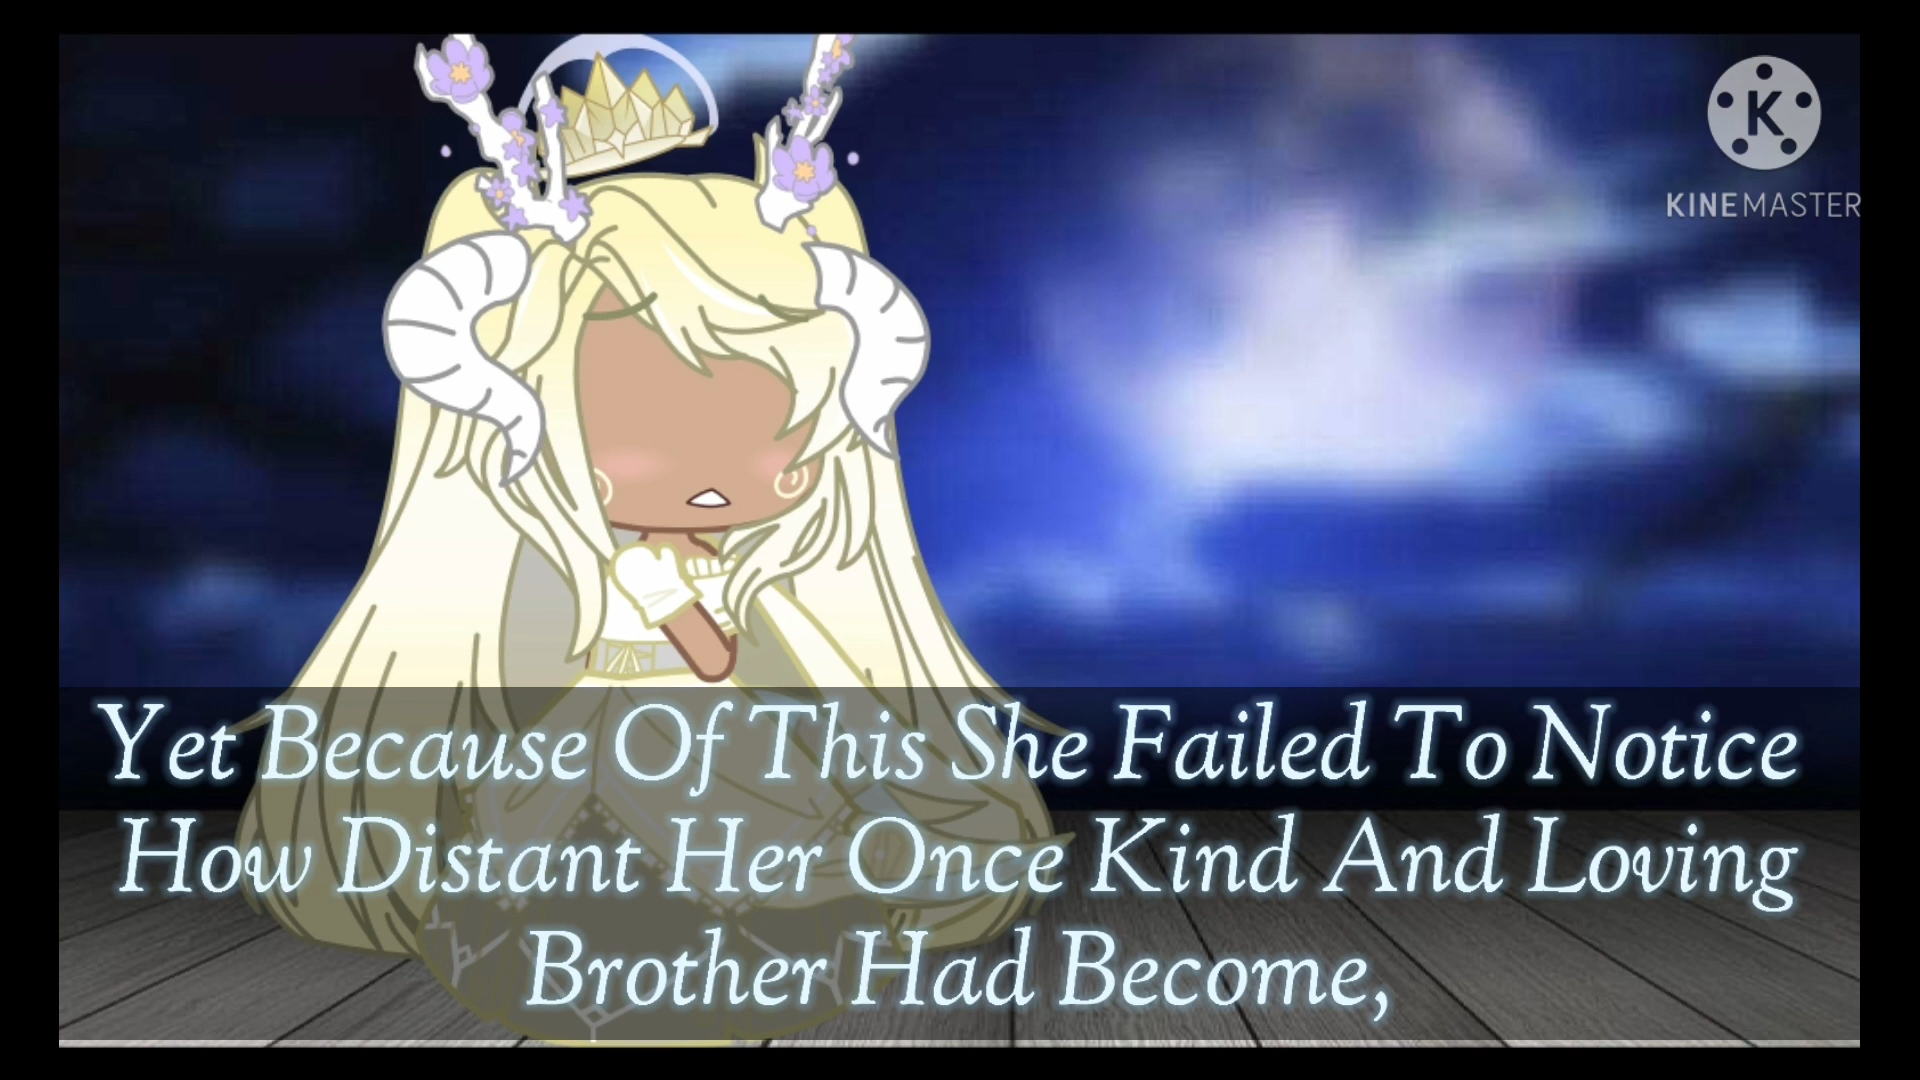 K
KINEMASTER
Yet Because Of This She Failed To Notice
How Distant Her Once Kind And Loving
Brother Had Become,